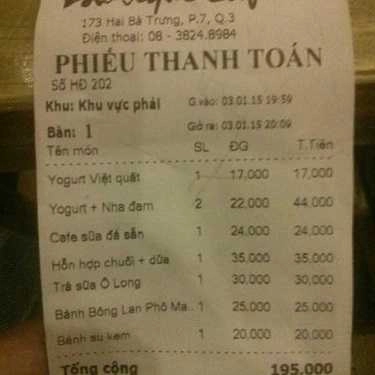 173 Hai Bà Trưng, P.7, Q.3
Điện thoại: 08 - 3824.8984
PHIẾU THANH TOÁN
Số HĐ 202
Khu: Khu vực phải G.vào: 03.01.15 19:59
Bàn: 1 Giờ ra: 03.01.15 20:09
Tên món SL ĐG T.Tiền
Yogurt Việt quất 1 17,000 17,000
Yogurt + Nha đam 2 22,000 44,000
Cafe sữa đá sẵn 1 24,000 24,000
Hỗn hợp chuối + dừa 1 35,000 35,000
Trà sữa Ô Long 1 30,000 30,000
Bánh Bông Lan Phô Ma.. 1 25,000 25,000
Bánh su kem 1 20,000 20,000
Tổng cộng 195,000